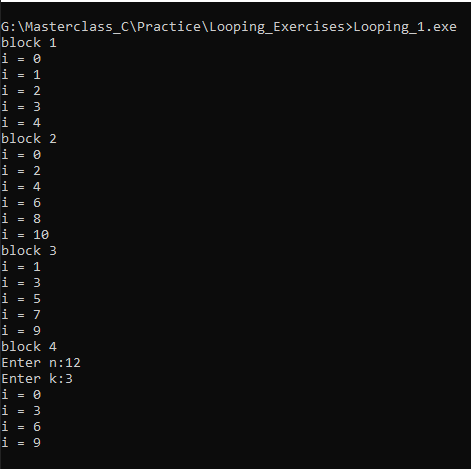 G:\Masterclass_C\Practice\Looping_Exercises>Looping_1.exe
block 1
i = 0
i = 1
i = 2
i = 3
i = 4
block 2
i = 0
i = 2
i = 4
i = 6
i = 8
i = 10
block 3
i = 1
i = 3
i = 5
i = 7
i = 9
block 4
Enter n:12
Enter k:3
i = 0
i = 3
i = 6
i = 9